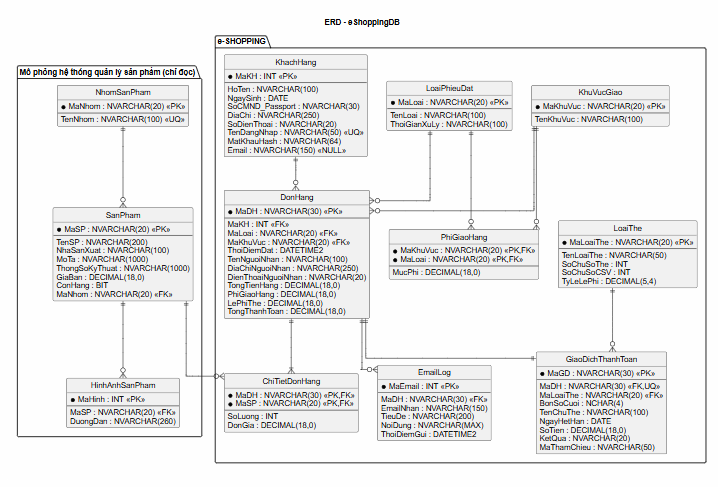 ERD - eShoppingDB
e-SHOPPING
Mô phỏng hệ thống quản lý sản phẩm (chỉ đọc)
NhomSanPham
MaNhom : NVARCHAR(20) «PK»
TenNhom : NVARCHAR(100) «UQ»
SanPham
MaSP : NVARCHAR(20) «PK»
TenSP : NVARCHAR(200)
NhaSanXuat : NVARCHAR(100)
MoTa : NVARCHAR(1000)
ThongSoKyThuat : NVARCHAR(1000)
GiaBan : DECIMAL(18,0)
ConHang : BIT
MaNhom : NVARCHAR(20) «FK»
HinhAnhSanPham
MaHinh : INT «PK»
MaSP : NVARCHAR(20) «FK»
DuongDan : NVARCHAR(260)
KhachHang
MaKH : INT «PK»
HoTen : NVARCHAR(100)
NgaySinh : DATE
SoCMND_Passport : NVARCHAR(30)
DiaChi : NVARCHAR(250)
SoDienThoai : NVARCHAR(20)
TenDangNhap : NVARCHAR(50) «UQ»
MatKhauHash : NVARCHAR(64)
Email : NVARCHAR(150) «NULL»
LoaiPhieuDat
MaLoai : NVARCHAR(20) «PK»
TenLoai : NVARCHAR(100)
ThoiGianXuLy : NVARCHAR(100)
KhuVucGiao
MaKhuVuc : NVARCHAR(20) «PK»
TenKhuVuc : NVARCHAR(100)
DonHang
MaDH : NVARCHAR(30) «PK»
MaKH : INT «FK»
MaLoai : NVARCHAR(20) «FK»
MaKhuVuc : NVARCHAR(20) «FK»
ThoiDiemDat : DATETIME2
TenNguoiNhan : NVARCHAR(100)
DiaChiNguoiNhan : NVARCHAR(250)
DienThoaiNguoiNhan : NVARCHAR(20)
TongTienHang : DECIMAL(18,0)
PhiGiaoHang : DECIMAL(18,0)
LePhiThe : DECIMAL(18,0)
TongThanhToan : DECIMAL(18,0)
PhiGiaoHang
MaKhuVuc : NVARCHAR(20) «PK,FK»
MaLoai : NVARCHAR(20) «PK,FK»
MucPhi : DECIMAL(18,0)
LoaiThe
MaLoaiThe : NVARCHAR(20) «PK»
TenLoaiThe : NVARCHAR(50)
SoChuSoThe : INT
SoChuSoCSV : INT
TyLeLePhi : DECIMAL(5,4)
ChiTietDonHang
MaDH : NVARCHAR(30) «PK,FK»
MaSP : NVARCHAR(20) «PK,FK»
SoLuong : INT
DonGia : DECIMAL(18,0)
EmailLog
MaEmail : INT «PK»
MaDH : NVARCHAR(30) «FK»
EmailNhan : NVARCHAR(150)
TieuDe : NVARCHAR(200)
NoiDung : NVARCHAR(MAX)
ThoiDiemGui : DATETIME2
GiaoDichThanhToan
MaGD : NVARCHAR(30) «PK»
MaDH : NVARCHAR(30) «FK,UQ»
MaLoaiThe : NVARCHAR(20) «FK»
BonSoCuoi : NCHAR(4)
TenChuThe : NVARCHAR(100)
NgayHetHan : DATE
SoTien : DECIMAL(18,0)
KetQua : NVARCHAR(20)
MaThamChieu : NVARCHAR(50)